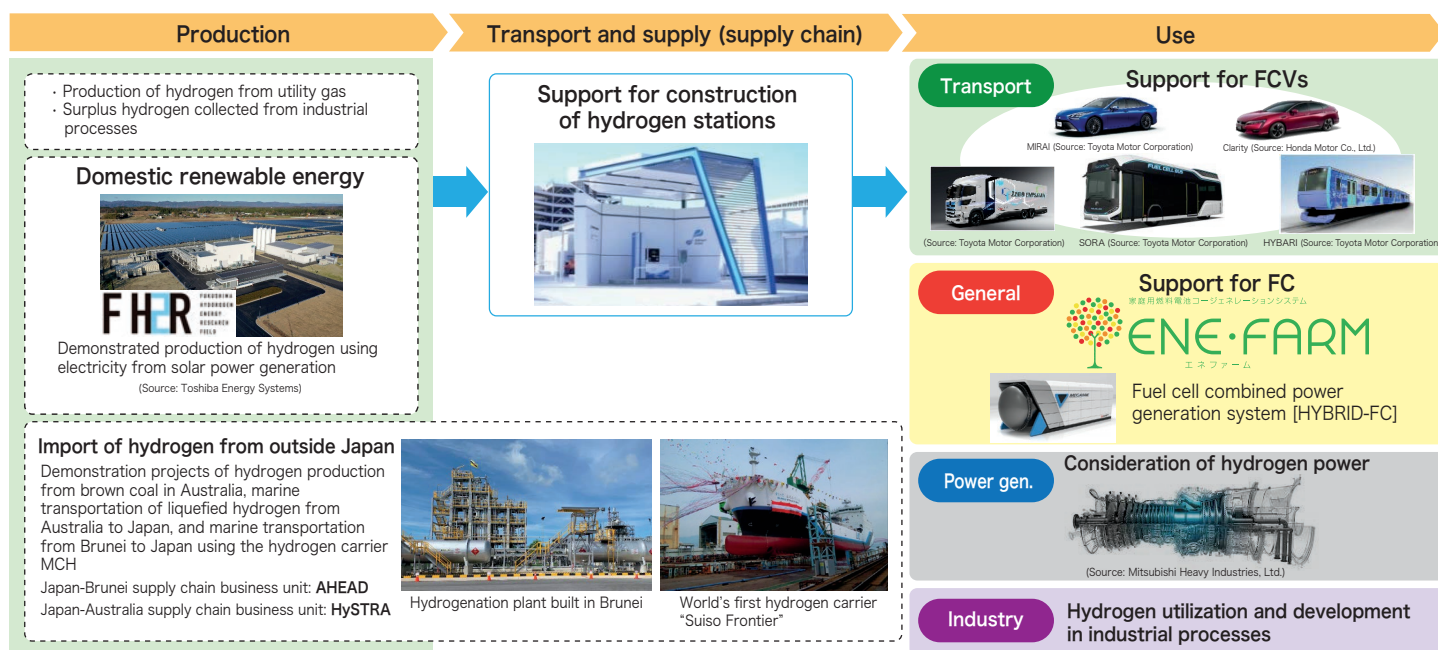 Production
Transport and supply (supply chain)
Use
・Production of hydrogen from utility gas
・Surplus hydrogen collected from industrial
processes
Domestic renewable energy
FH2R
FUKUSHIMA
HYDROGEN
ENERGY
RESEARCH
FIELD
Demonstrated production of hydrogen using
electricity from solar power generation
(Source: Toshiba Energy Systems)
Import of hydrogen from outside Japan
Demonstration projects of hydrogen production
from brown coal in Australia, marine
transportation of liquefied hydrogen from
Australia to Japan, and marine transportation
from Brunei to Japan using the hydrogen carrier
MCH
Japan-Brunei supply chain business unit: AHEAD
Japan-Australia supply chain business unit: HySTRA
Hydrogenation plant built in Brunei
World's first hydrogen carrier
“Suiso Frontier”
Support for construction
of hydrogen stations
Transport
Support for FCVs
MIRAI (Source: Toyota Motor Corporation)
Clarity (Source: Honda Motor Co., Ltd.)
FUEL CELL BUS
(Source: Toyota Motor Corporation)
SORA (Source: Toyota Motor Corporation)
HYBARI (Source: Toyota Motor Corporation
General
Support for FC
家庭用燃料電池コージェネレーションシステム
ENE・FARM
エネファーム
Fuel cell combined power
generation system [HYBRID-FC]
Power gen.
Consideration of hydrogen power
(Source: Mitsubishi Heavy Industries, Ltd.)
Industry
Hydrogen utilization and development
in industrial processes